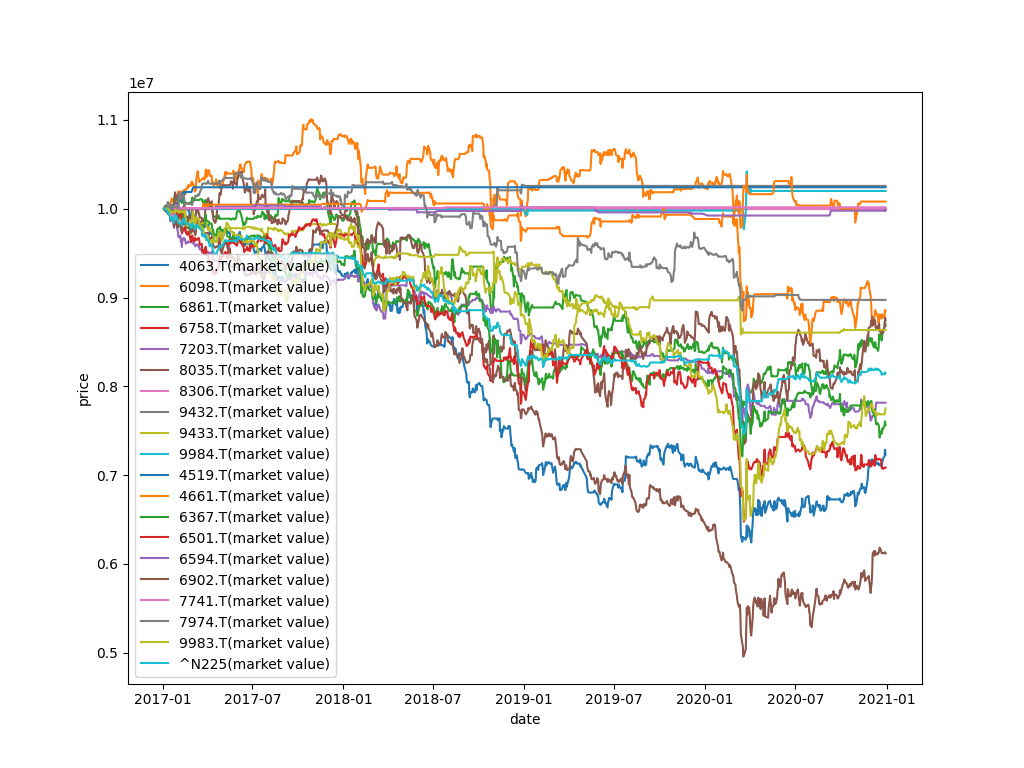 1e7
1.1
1.0
0.9
0.8
0.7
0.6
0.5
price
4063.T(market value)
6098.T(market value)
6861.T(market value)
6758.T(market value)
7203.T(market value)
8035.T(market value)
8306.T(market value)
9432.T(market value)
9433.T(market value)
9984.T(market value)
4519.T(market value)
4661.T(market value)
6367.T(market value)
6501.T(market value)
6594.T(market value)
6902.T(market value)
7741.T(market value)
7974.T(market value)
9983.T(market value)
^N225(market value)
2017-01 2017-07 2018-01 2018-07 2019-01 2019-07 2020-01 2020-07 2021-01
date